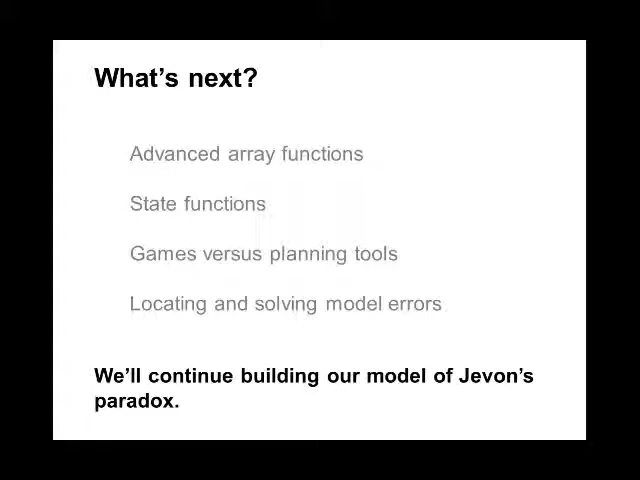 What’s next?
Advanced array functions
State functions
Games versus planning tools
Locating and solving model errors
We’ll continue building our model of Jevon’s
paradox.